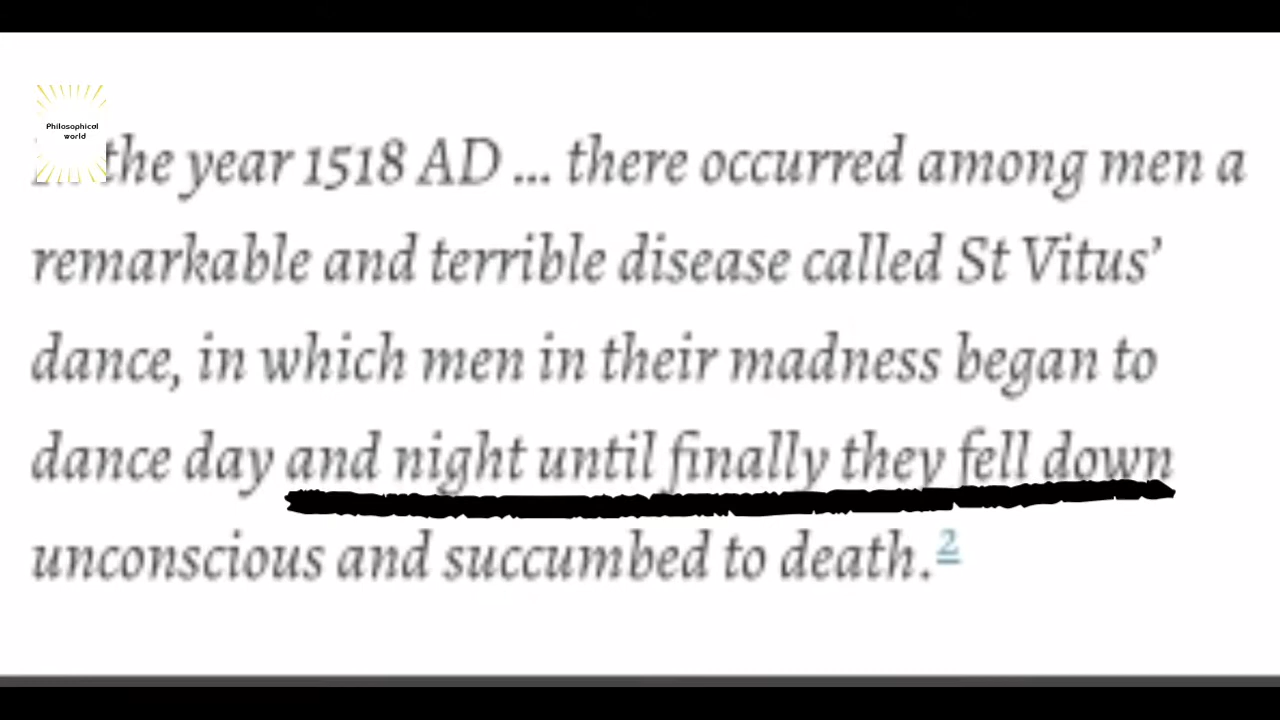 Philosophical
world
the year 1518 AD ... there occurred among men a
remarkable and terrible disease called St Vitus’
dance, in which men in their madness began to
dance day and night until finally they fell down
unconscious and succumbed to death.2